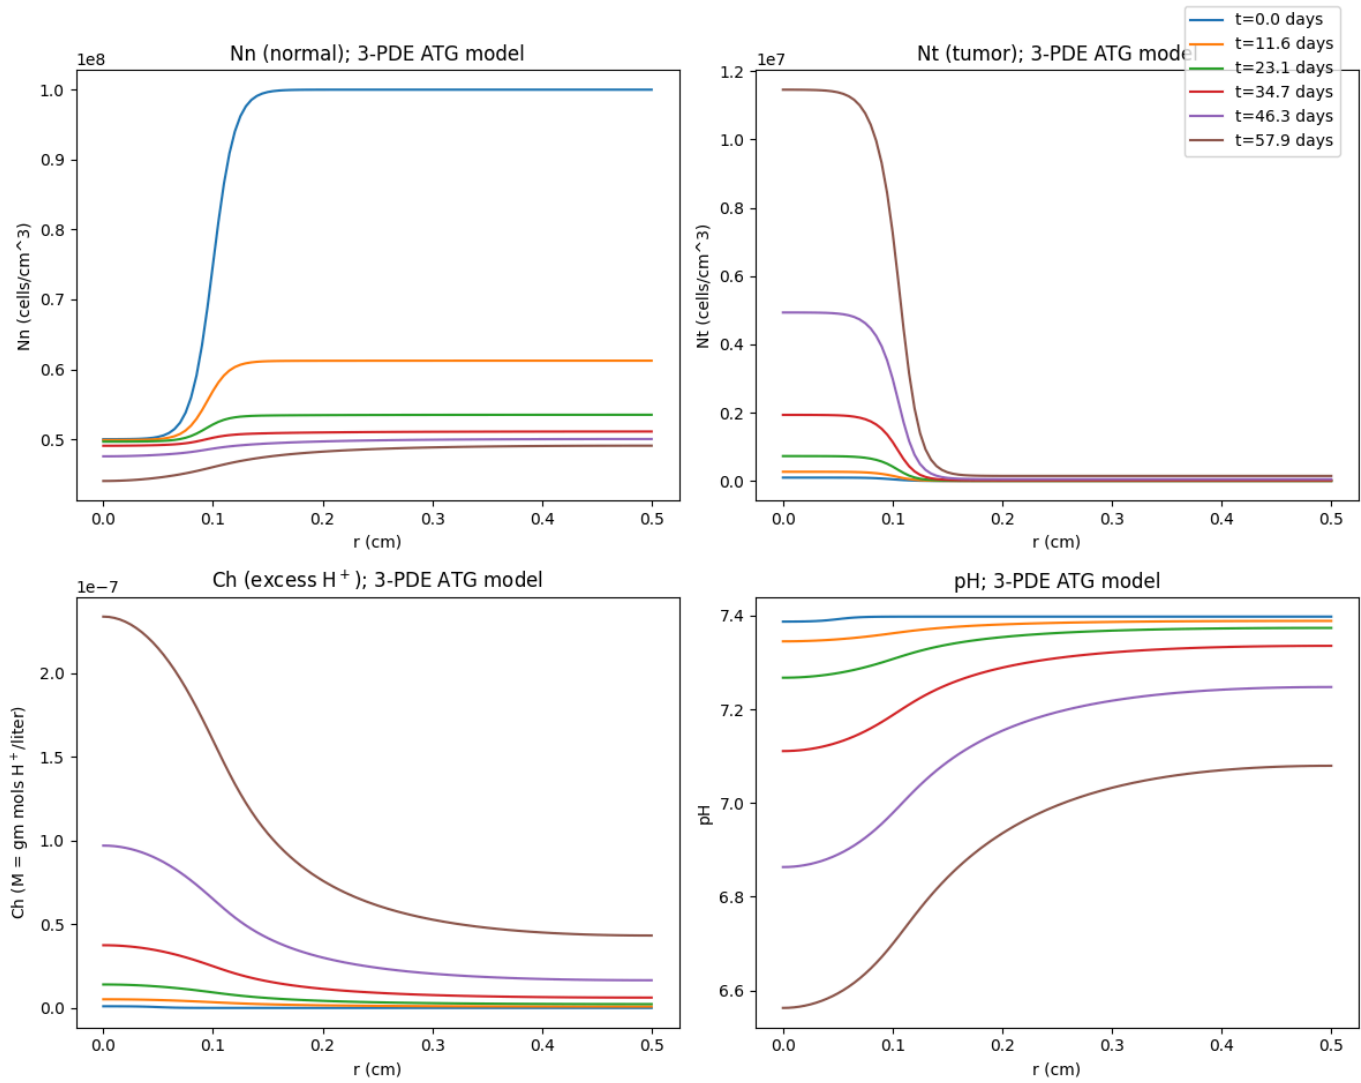 Nn (normal); 3-PDE ATG model
1e8
1.0
0.9
0.8
0.7
0.6
0.5
Nn (cells/cm^3)
0.0 0.1 0.2 0.3 0.4 0.5
r (cm)
Nt (tumor); 3-PDE ATG model
1e7
1.2
1.0
0.8
0.6
0.4
0.2
0.0
Nt (cells/cm^3)
0.0 0.1 0.2 0.3 0.4 0.5
r (cm)
t=0.0 days
t=11.6 days
t=23.1 days
t=34.7 days
t=46.3 days
t=57.9 days
Ch (excess H⁺); 3-PDE ATG model
1e−7
2.0
1.5
1.0
0.5
0.0
Ch (M = gm mols H⁺/liter)
0.0 0.1 0.2 0.3 0.4 0.5
r (cm)
pH; 3-PDE ATG model
7.4
7.2
7.0
6.8
6.6
pH
0.0 0.1 0.2 0.3 0.4 0.5
r (cm)